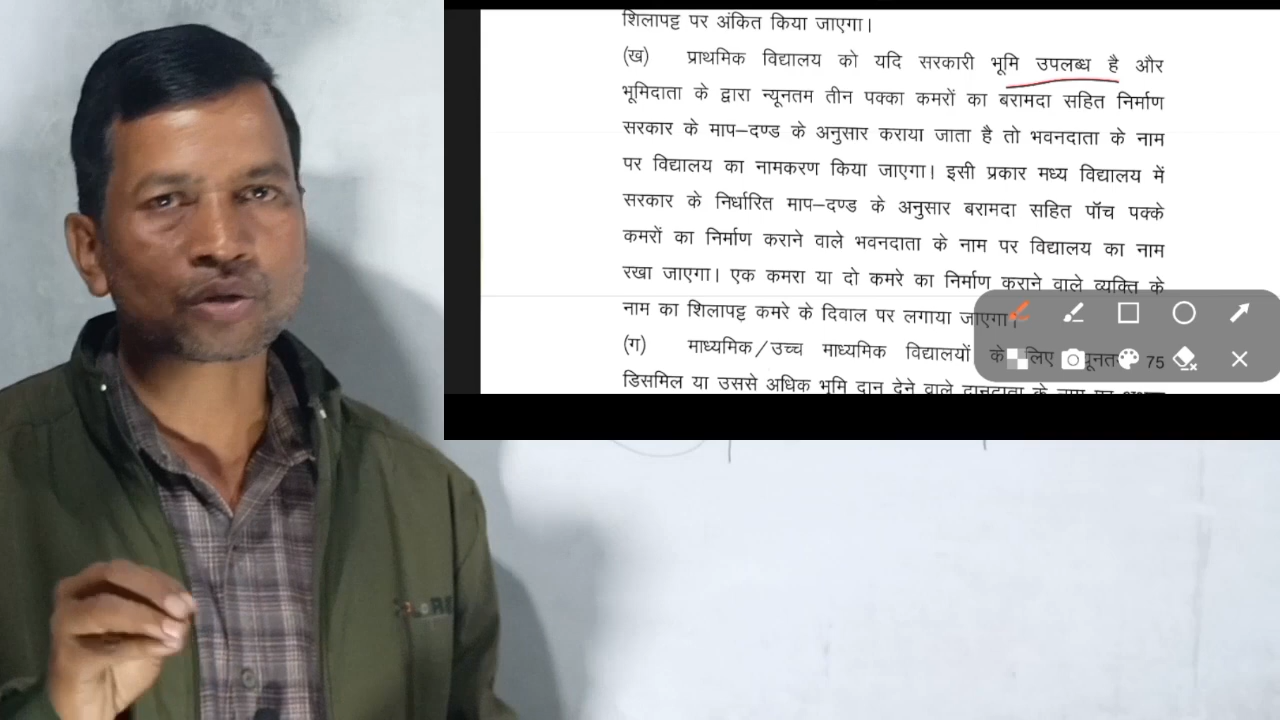 शिलापट्ट पर अंकित किया जाएगा।
(ख) प्राथमिक विद्यालय को यदि सरकारी भूमि उपलब्ध है और
भूमिदाता के द्वारा न्यूनतम तीन पक्का कमरों का बरामदा सहित निर्माण
सरकार के माप–दण्ड के अनुसार कराया जाता है तो भवनदाता के नाम
पर विद्यालय का नामकरण किया जाएगा। इसी प्रकार मध्य विद्यालय में
सरकार के निर्धारित माप–दण्ड के अनुसार बरामदा सहित पाँच पक्के
कमरों का निर्माण कराने वाले भवनदाता के नाम पर विद्यालय का नाम
रखा जाएगा। एक कमरा या दो कमरे का निर्माण कराने वाले व्यक्ति के
नाम का शिलापट्ट कमरे के दिवाल पर लगाया जाएगा।
(ग) माध्यमिक/उच्च माध्यमिक विद्यालयों के लिए 75
डिसमिल या उससे अधिक भूमि दान देने वाले दानदाता के नाम पर